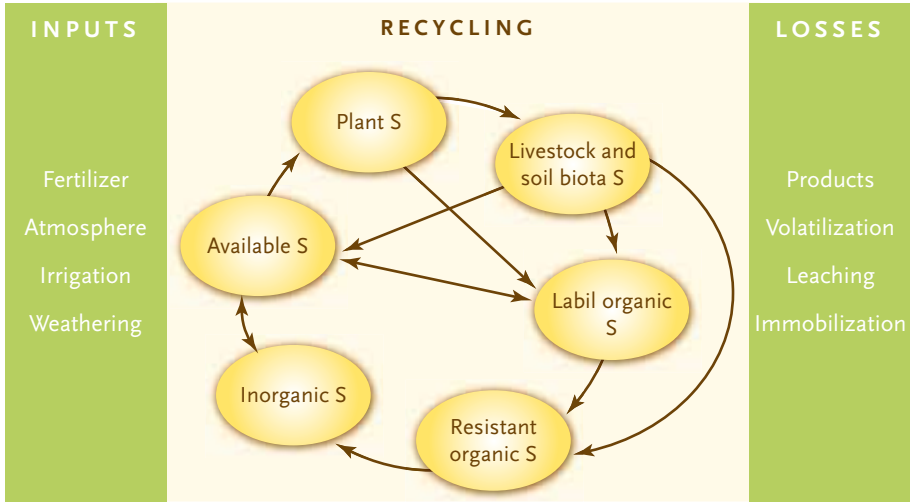 INPUTS
Fertilizer
Atmosphere
Irrigation
Weathering
RECYCLING
Plant S
Livestock and
soil biota S
Available S
Labil organic
S
Inorganic S
Resistant
organic S
LOSSES
Products
Volatilization
Leaching
Immobilization